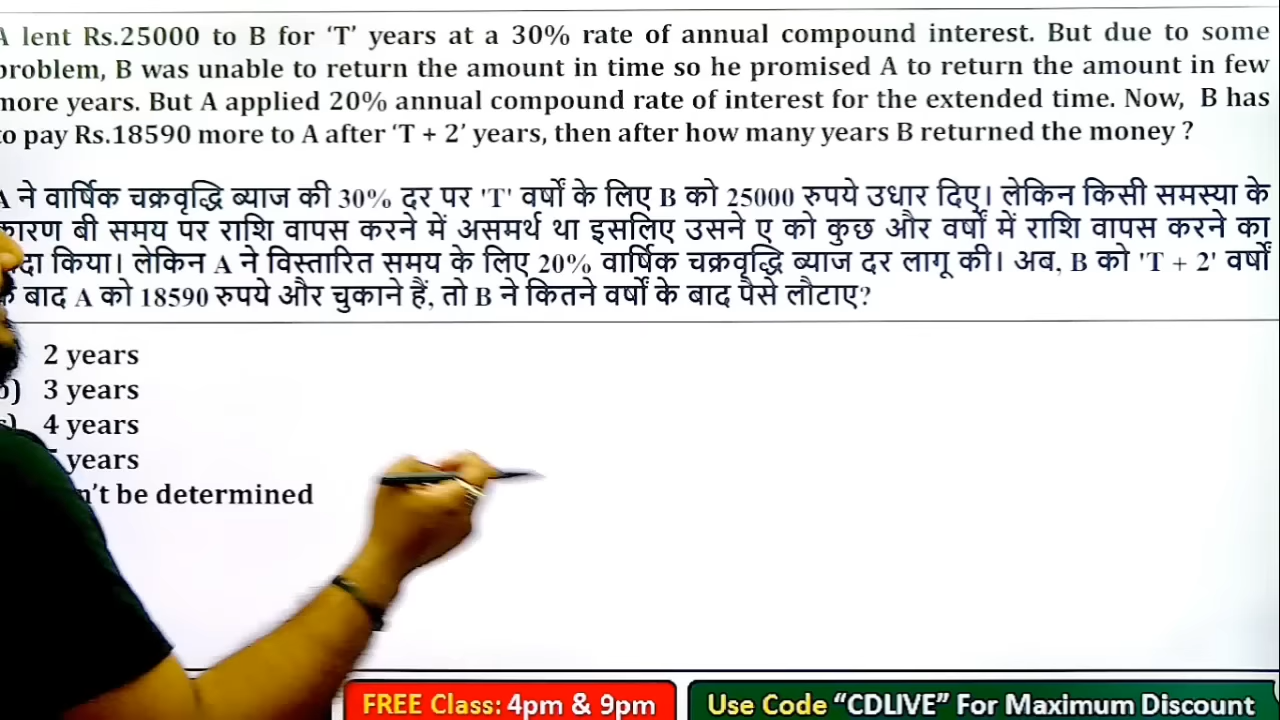 A lent Rs.25000 to B for ‘T’ years at a 30% rate of annual compound interest. But due to some
problem, B was unable to return the amount in time so he promised A to return the amount in few
more years. But A applied 20% annual compound rate of interest for the extended time. Now, B has
to pay Rs.18590 more to A after ‘T + 2’ years, then after how many years B returned the money ?
A ने वार्षिक चक्रवृद्धि ब्याज की 30% दर पर 'T' वर्षों के लिए B को 25000 रुपये उधार दिए। लेकिन किसी समस्या के
कारण बी समय पर राशि वापस करने में असमर्थ था इसलिए उसने ए को कुछ और वर्षों में राशि वापस करने का
किया। लेकिन A ने विस्तारित समय के लिए 20% वार्षिक चक्रवृद्धि ब्याज दर लागू की। अब, B को 'T + 2' वर्षों
के बाद A को 18590 रुपये और चुकाने हैं, तो B ने कितने वर्षों के बाद पैसे लौटाए?
2 years
b) 3 years
c) 4 years
years
be determined
FREE Class: 4pm & 9pm
Use Code “CDLIVE” For Maximum Discount